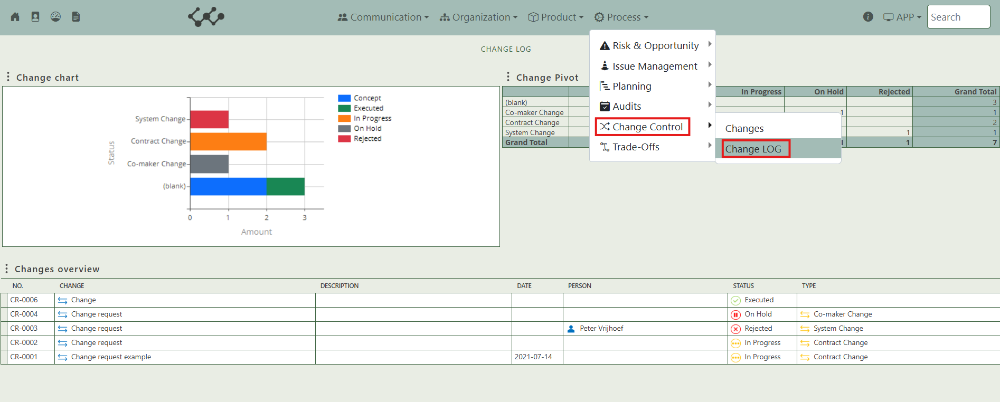 Communication Organization Product Process APP Search
CHANGE LOG
Risk & Opportunity
Issue Management
Planning
Audits
Change Control
Trade-Offs
Changes
Change LOG
Change chart
Concept
Executed
In Progress
On Hold
Rejected
System Change
Contract Change
Co-maker Change
(blank)
Status
0 1 2 3
Amount
Change Pivot
In Progress On Hold Rejected Grand Total
(blank) 3
Co-maker Change 1 1
Contract Change 2
System Change 1 1
Grand Total 1 7
Changes overview
NO. CHANGE DESCRIPTION DATE PERSON STATUS TYPE
CR-0006 Change Executed
CR-0004 Change request On Hold Co-maker Change
CR-0003 Change request Peter Vrijhoef Rejected System Change
CR-0002 Change request In Progress Contract Change
CR-0001 Change request example 2021-07-14 In Progress Contract Change